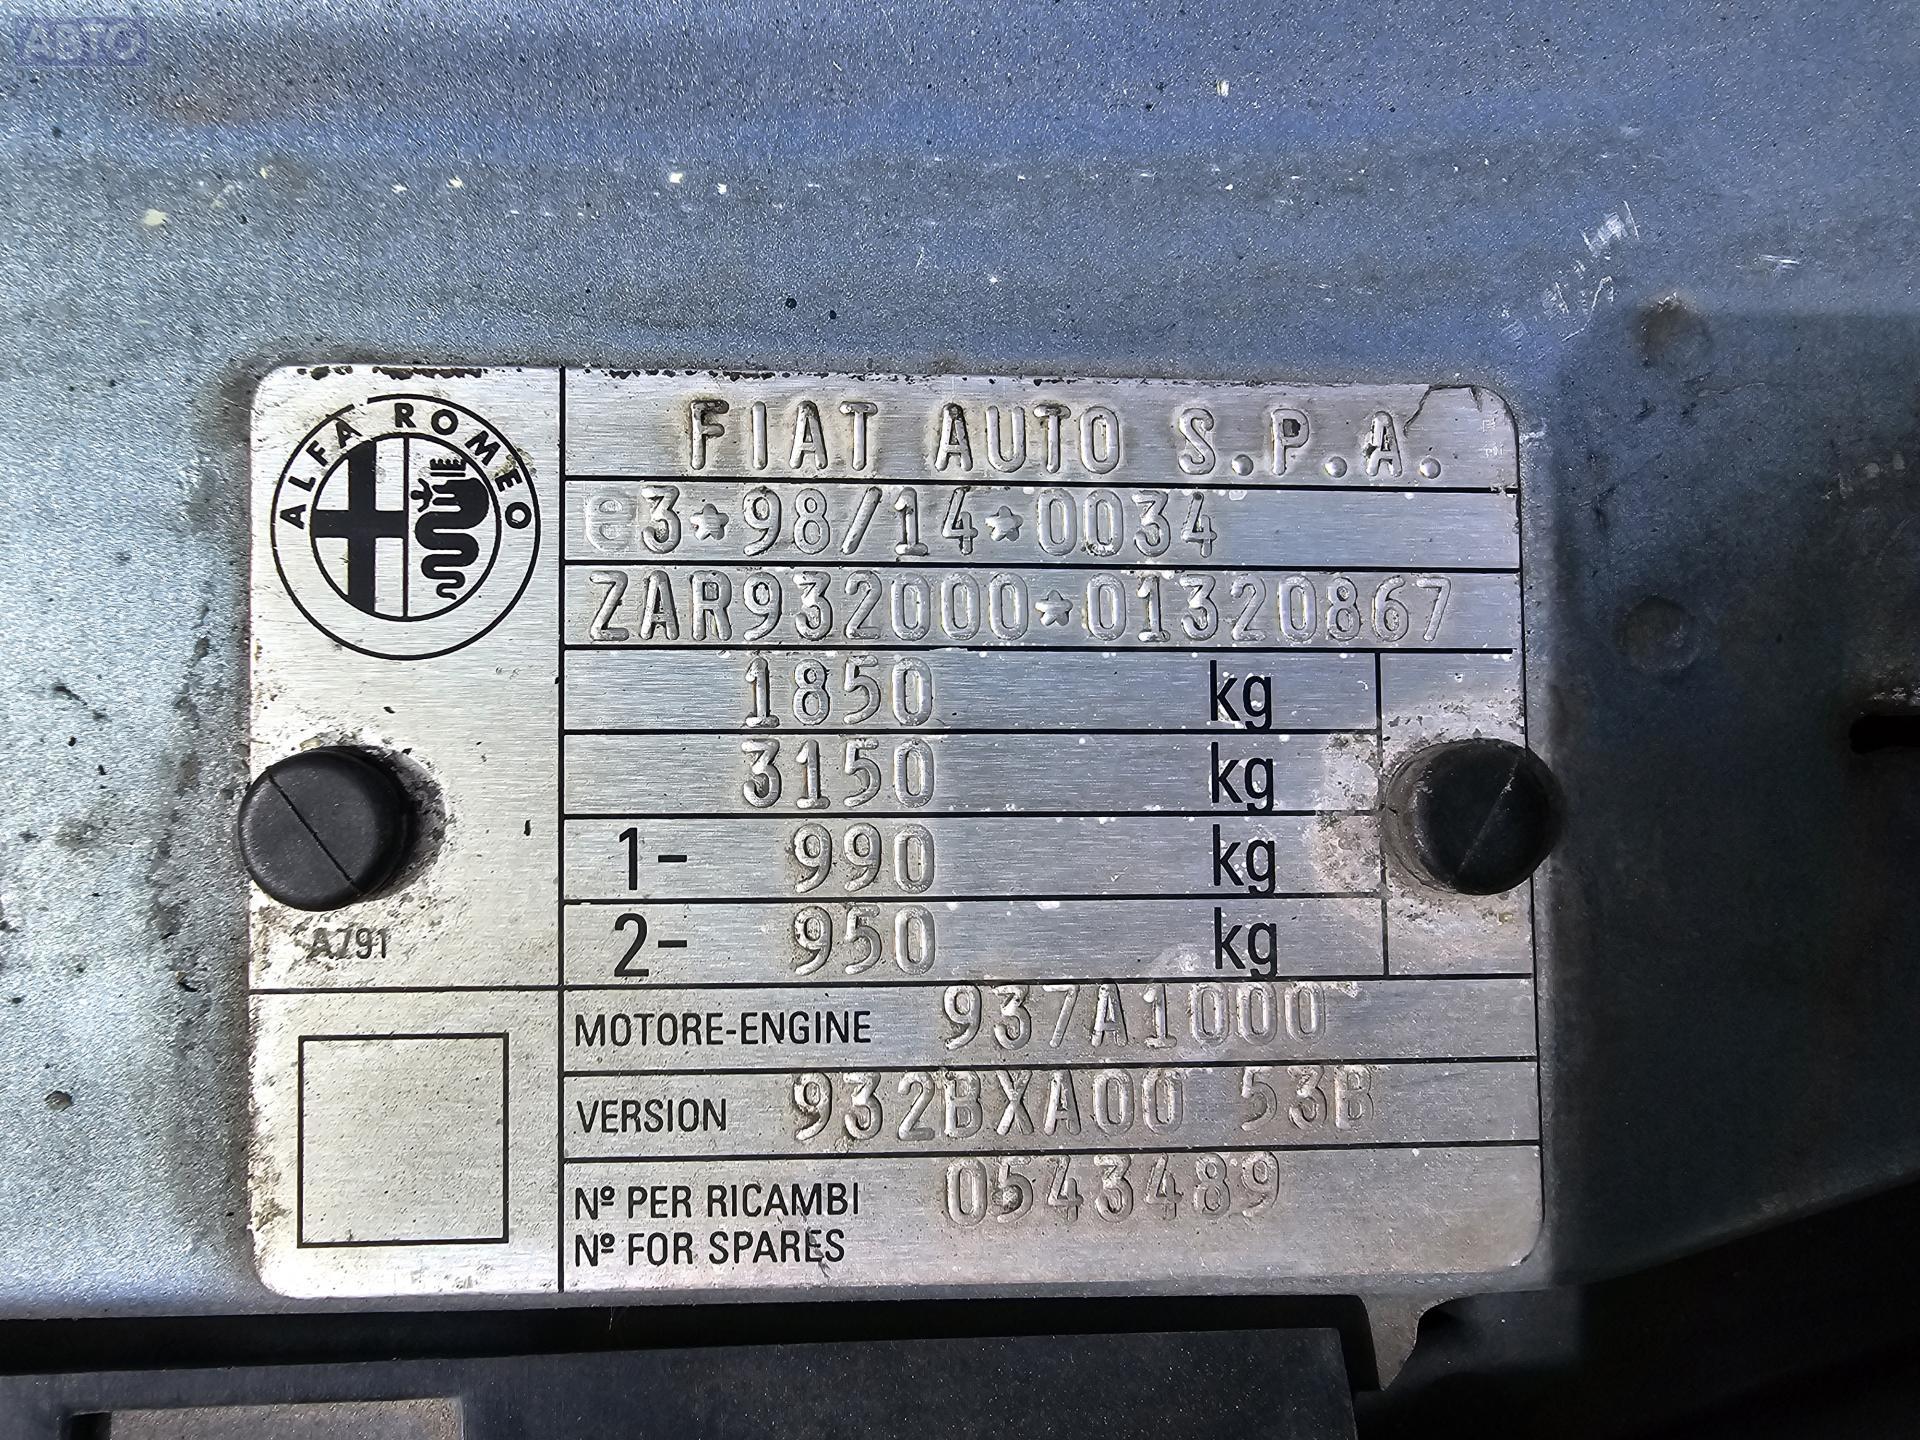 ABTO
ALFA ROMEO
FIAT AUTO S.P.A.
e3*98/14*0034
ZAR932000*01320867
1850 kg
3150 kg
1- 990 kg
2- 950 kg
A791
MOTORE-ENGINE 937A1000
VERSION 932BXA00 53B
Nº PER RICAMBI 0543489
Nº FOR SPARES